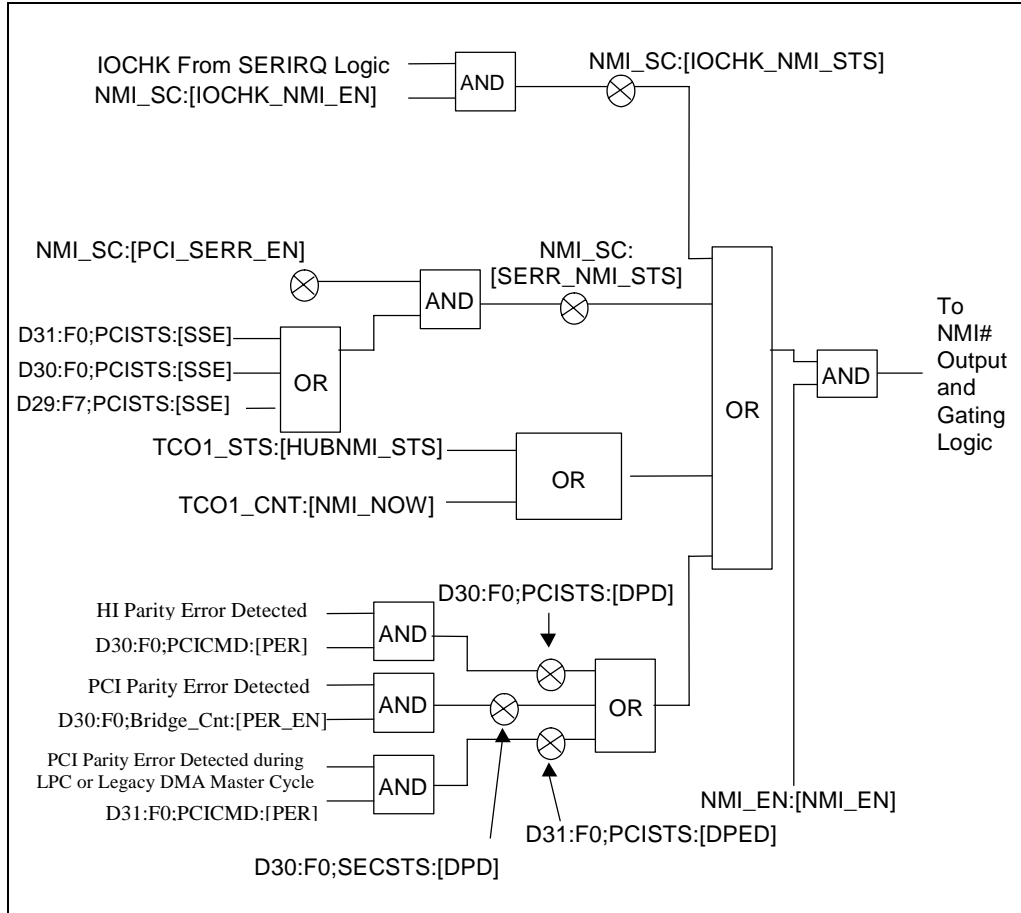 IOCHK From SERIRQ Logic
NMI_SC:[IOCHK_NMI_EN]
AND
NMI_SC:[IOCHK_NMI_STS]
NMI_SC:[PCI_SERR_EN]
AND
NMI_SC:
[SERR_NMI_STS]
D31:F0;PCISTS:[SSE]
D30:F0;PCISTS:[SSE]
D29:F7;PCISTS:[SSE]
OR
TCO1_STS:[HUBNMI_STS]
TCO1_CNT:[NMI_NOW]
OR
OR
AND
To
NMI#
Output
and
Gating
Logic
D30:F0;PCISTS:[DPD]
HI Parity Error Detected
D30:F0;PCICMD:[PER]
AND
PCI Parity Error Detected
D30:F0;Bridge_Cnt:[PER_EN]
AND
OR
PCI Parity Error Detected during
LPC or Legacy DMA Master Cycle
D31:F0;PCICMD:[PER]
AND
NMI_EN:[NMI_EN]
D31:F0;PCISTS:[DPED]
D30:F0;SECSTS:[DPD]